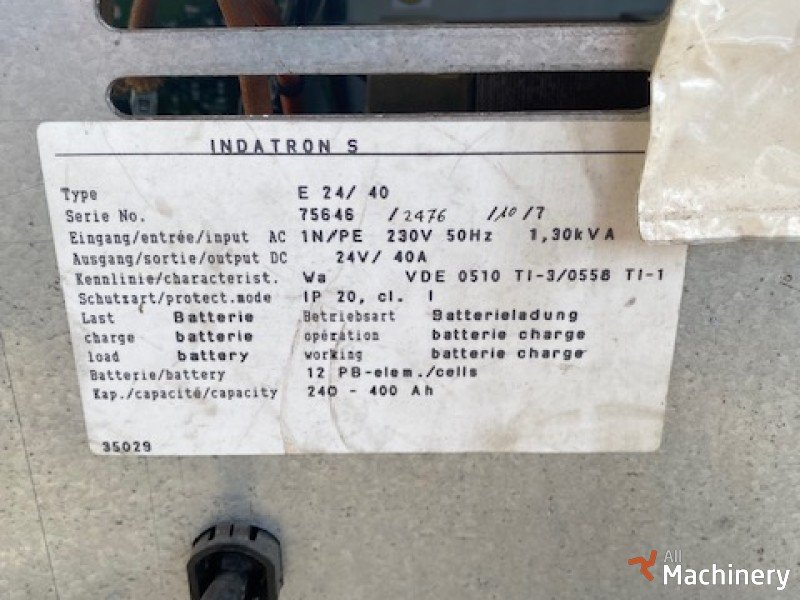 INDATRON S
Type E 24/ 40
Serie No. 75646 /2476 /10/7
Eingang/entrée/input AC 1N/PE 230V 50Hz 1,30kVA
Ausgang/sortie/output DC 24V/ 40A
Kennlinie/characterist. Wa VDE 0510 TI-3/0558 TI-1
Schutzart/protect.mode IP 20, cl. I
Last Batterie Betriebsart Batterieladung
charge batterie opération batterie charge
load battery working batterie charge
Batterie/battery 12 PB-elem./cells
Kap./capacité/capacity 240 - 400 Ah
35029
All
Machinery